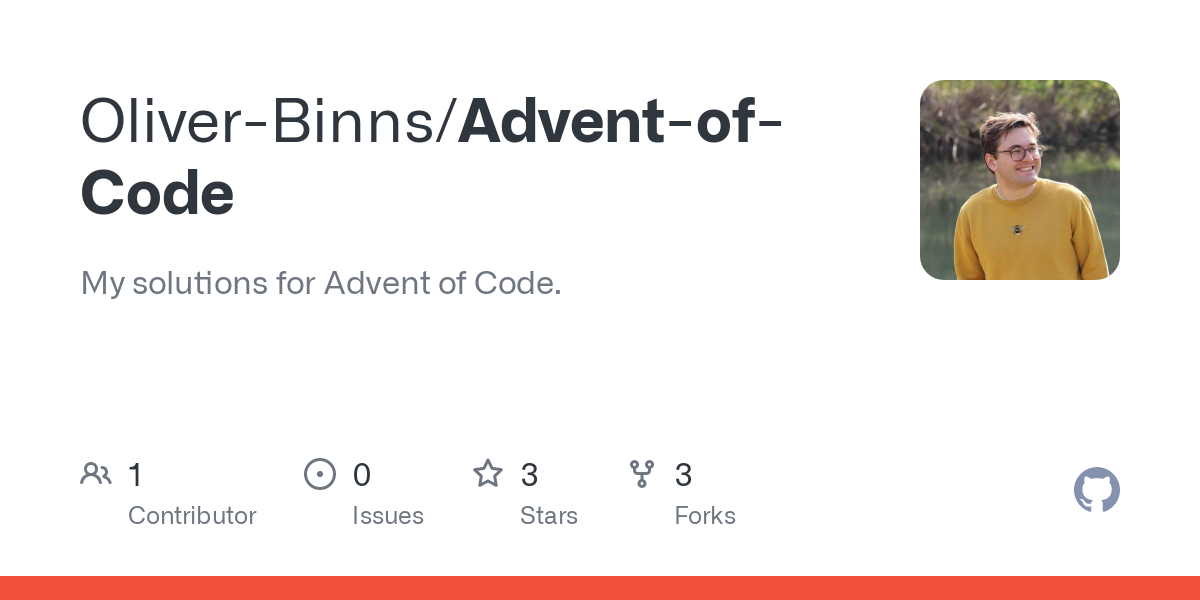 Oliver-Binns/Advent-of-
Code
My solutions for Advent of Code.
1
Contributor
0
Issues
3
Stars
3
Forks